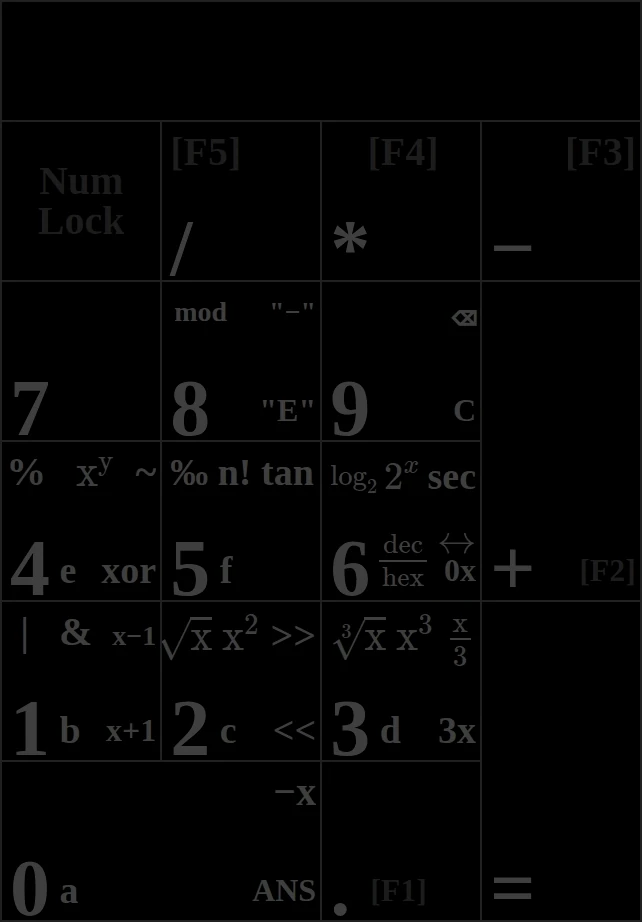 Num Lock
[F5]
/
[F4]
*
[F3]
−
7
mod "−"
8 "E"
⌫
9 C
% xʸ ~
4 e xor
‰ n! tan
5 f
log₂ 2ˣ sec
6 dec/hex ↔ 0x
+ [F2]
| & x−1
1 b x+1
√x x² >>
2 c <<
∛x x³ x/3
3 d 3x
−x
0 a ANS
. [F1]
=